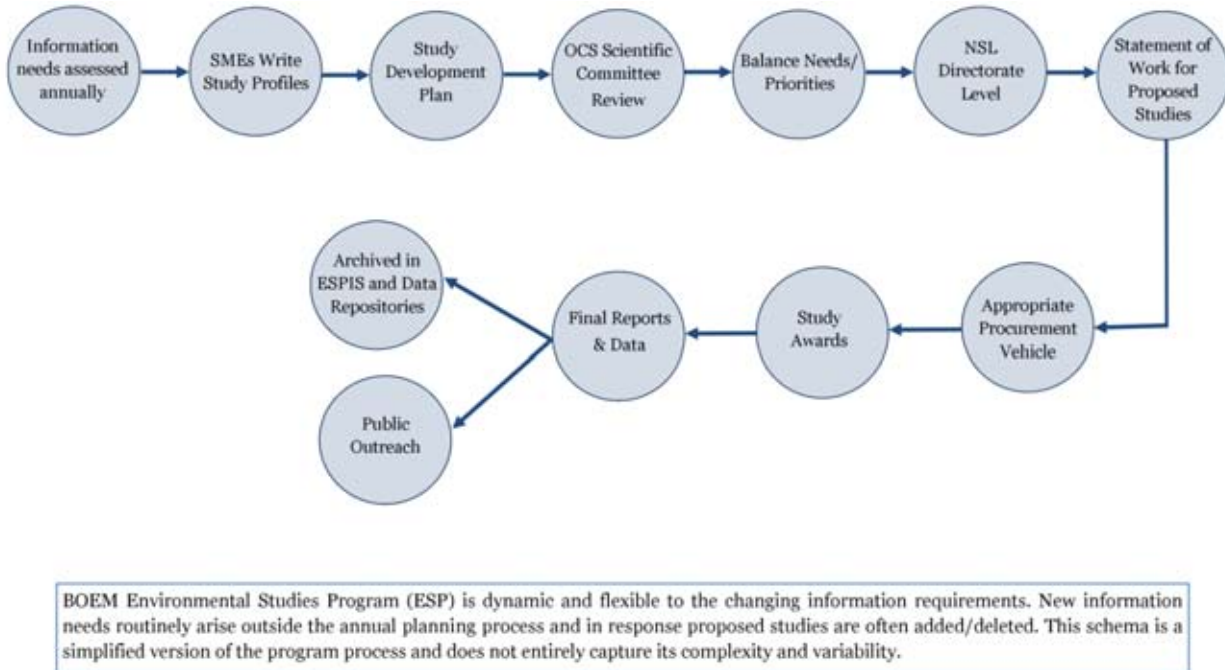 Information
needs assessed
annually
SMEs Write
Study Profiles
Study
Development
Plan
OCS Scientific
Committee
Review
Balance Needs/
Priorities
NSL
Directorate
Level
Statement of
Work for
Proposed
Studies
Appropriate
Procurement
Vehicle
Study
Awards
Final Reports
& Data
Archived in
ESPIS and Data
Repositories
Public
Outreach
BOEM Environmental Studies Program (ESP) is dynamic and flexible to the changing information requirements. New information
needs routinely arise outside the annual planning process and in response proposed studies are often added/deleted. This schema is a
simplified version of the program process and does not entirely capture its complexity and variability.